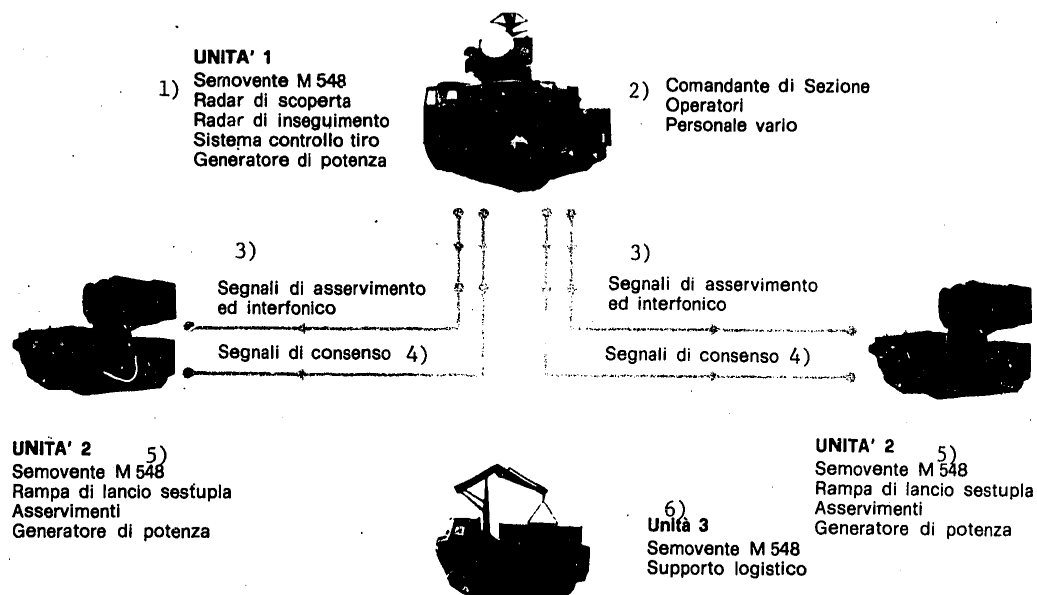 UNITA' 1
1) Semovente M 548
Radar di scoperta
Radar di inseguimento
Sistema controllo tiro
Generatore di potenza
2) Comandante di Sezione
Operatori
Personale vario
3)
Segnali di asservimento
ed interfonico
Segnali di consenso 4)
3)
Segnali di asservimento
ed interfonico
Segnali di consenso 4)
UNITA' 2 5)
Semovente M 548
Rampa di lancio sestupla
Asservimenti
Generatore di potenza
6)
Unità 3
Semovente M 548
Supporto logistico
UNITA' 2 5)
Semovente M 548
Rampa di lancio sestupla
Asservimenti
Generatore di potenza